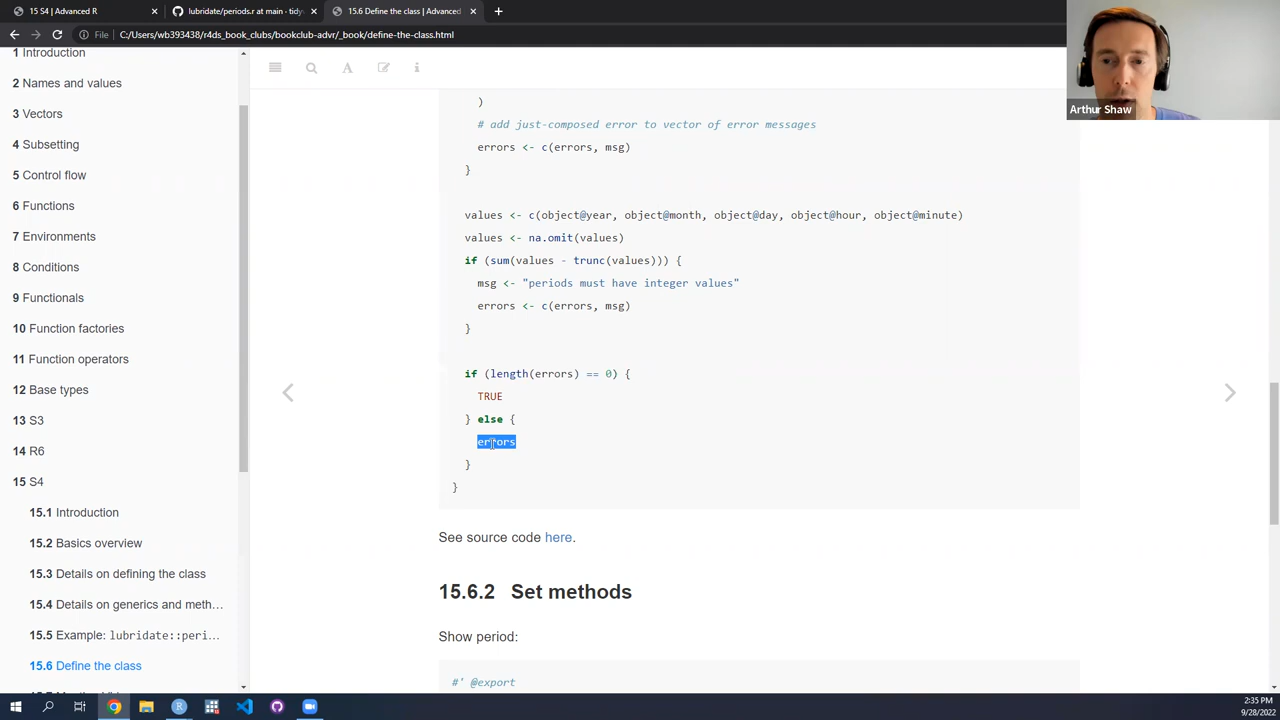 15 S4 | Advanced R
lubridate/periods.r at main · tidy
15.6 Define the class | Advanced
File
C:/Users/wb393438/r4ds_book_clubs/bookclub-advr/_book/define-the-class.html
Arthur Shaw
1 Introduction
2 Names and values
3 Vectors
4 Subsetting
5 Control flow
6 Functions
7 Environments
8 Conditions
9 Functionals
10 Function factories
11 Function operators
12 Base types
13 S3
14 R6
15 S4
15.1 Introduction
15.2 Basics overview
15.3 Details on defining the class
15.4 Details on generics and meth…
15.5 Example: lubridate::peri…
15.6 Define the class
)
# add just-composed error to vector of error messages
errors <- c(errors, msg)
}
values <- c(object@year, object@month, object@day, object@hour, object@minute)
values <- na.omit(values)
if (sum(values - trunc(values))) {
msg <- "periods must have integer values"
errors <- c(errors, msg)
}
if (length(errors) == 0) {
TRUE
} else {
errors
}
}
See source code here.
15.6.2 Set methods
Show period:
#' @export
2:35 PM
9/28/2022